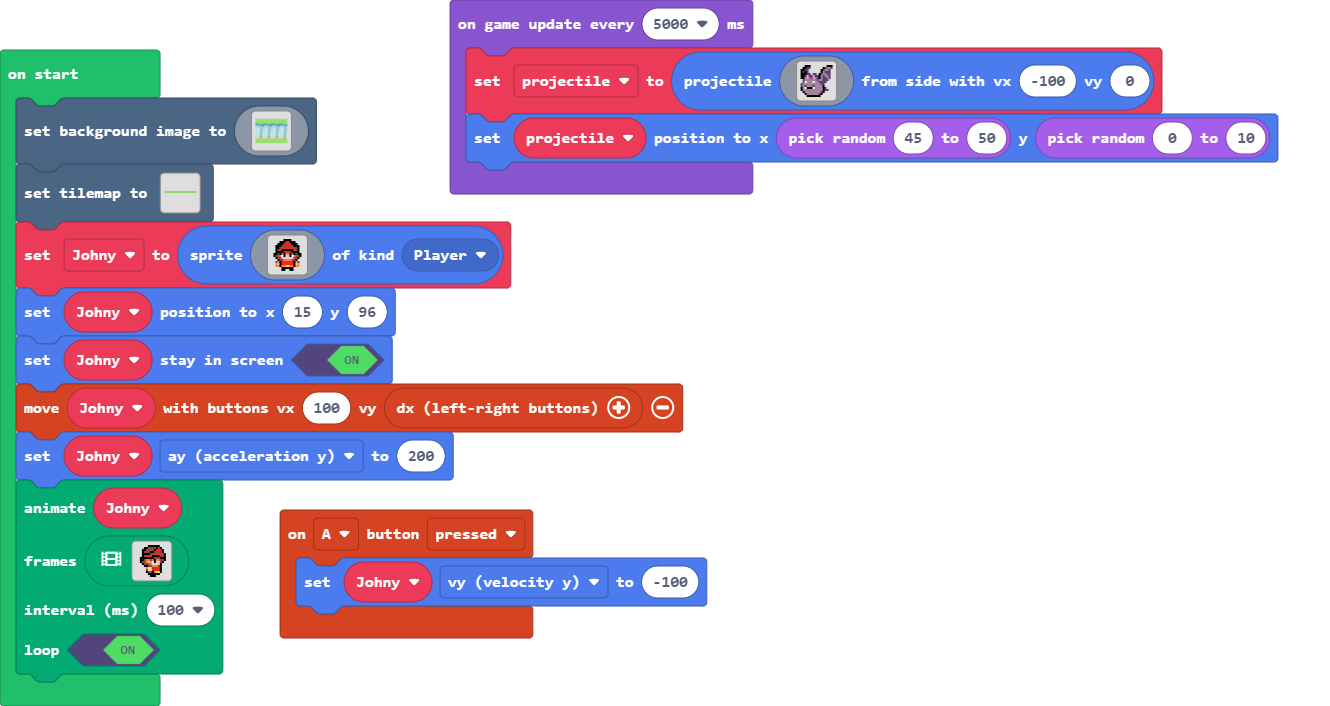 on start
set background image to
set tilemap to
set Johny to sprite of kind Player
set Johny position to x 15 y 96
set Johny stay in screen ON
move Johny with buttons vx 100 vy dx (left-right buttons)
set Johny ay (acceleration y) to 200
animate Johny
frames
interval (ms) 100
loop ON
on game update every 5000 ms
set projectile to projectile from side with vx -100 vy 0
set projectile position to x pick random 45 to 50 y pick random 0 to 10
on A button pressed
set Johny vy (velocity y) to -100